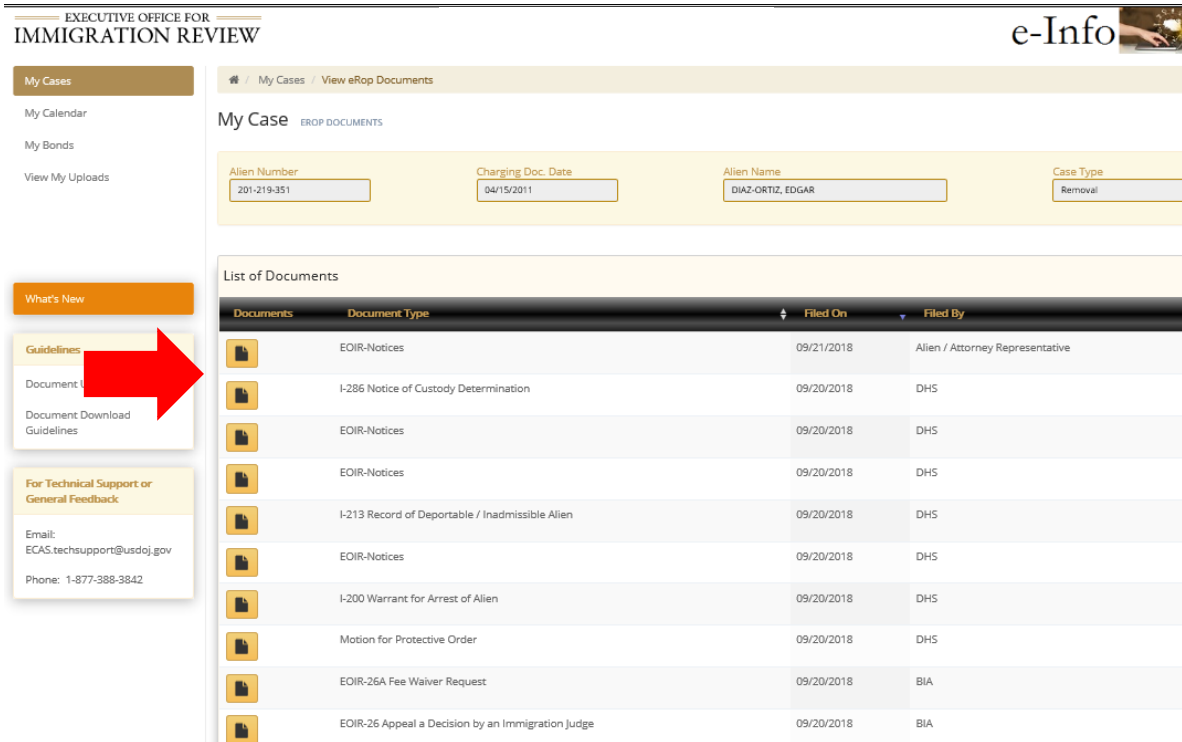 EXECUTIVE OFFICE FOR
IMMIGRATION REVIEW
e-Info
My Cases
My Calendar
My Bonds
View My Uploads
What's New
Guidelines
Document U
Document Download
Guidelines
For Technical Support or
General Feedback
Email:
ECAS.techsupport@usdoj.gov
Phone: 1-877-388-3842
/ My Cases / View eRop Documents
My Case EROP DOCUMENTS
Alien Number Charging Doc. Date Alien Name Case Type
201-219-351 04/15/2011 DIAZ-ORTIZ, EDGAR Removal
List of Documents
Documents Document Type Filed On Filed By
EOIR-Notices 09/21/2018 Alien / Attorney Representative
I-286 Notice of Custody Determination 09/20/2018 DHS
EOIR-Notices 09/20/2018 DHS
EOIR-Notices 09/20/2018 DHS
I-213 Record of Deportable / Inadmissible Alien 09/20/2018 DHS
EOIR-Notices 09/20/2018 DHS
I-200 Warrant for Arrest of Alien 09/20/2018 DHS
Motion for Protective Order 09/20/2018 DHS
EOIR-26A Fee Waiver Request 09/20/2018 BIA
EOIR-26 Appeal a Decision by an Immigration Judge 09/20/2018 BIA